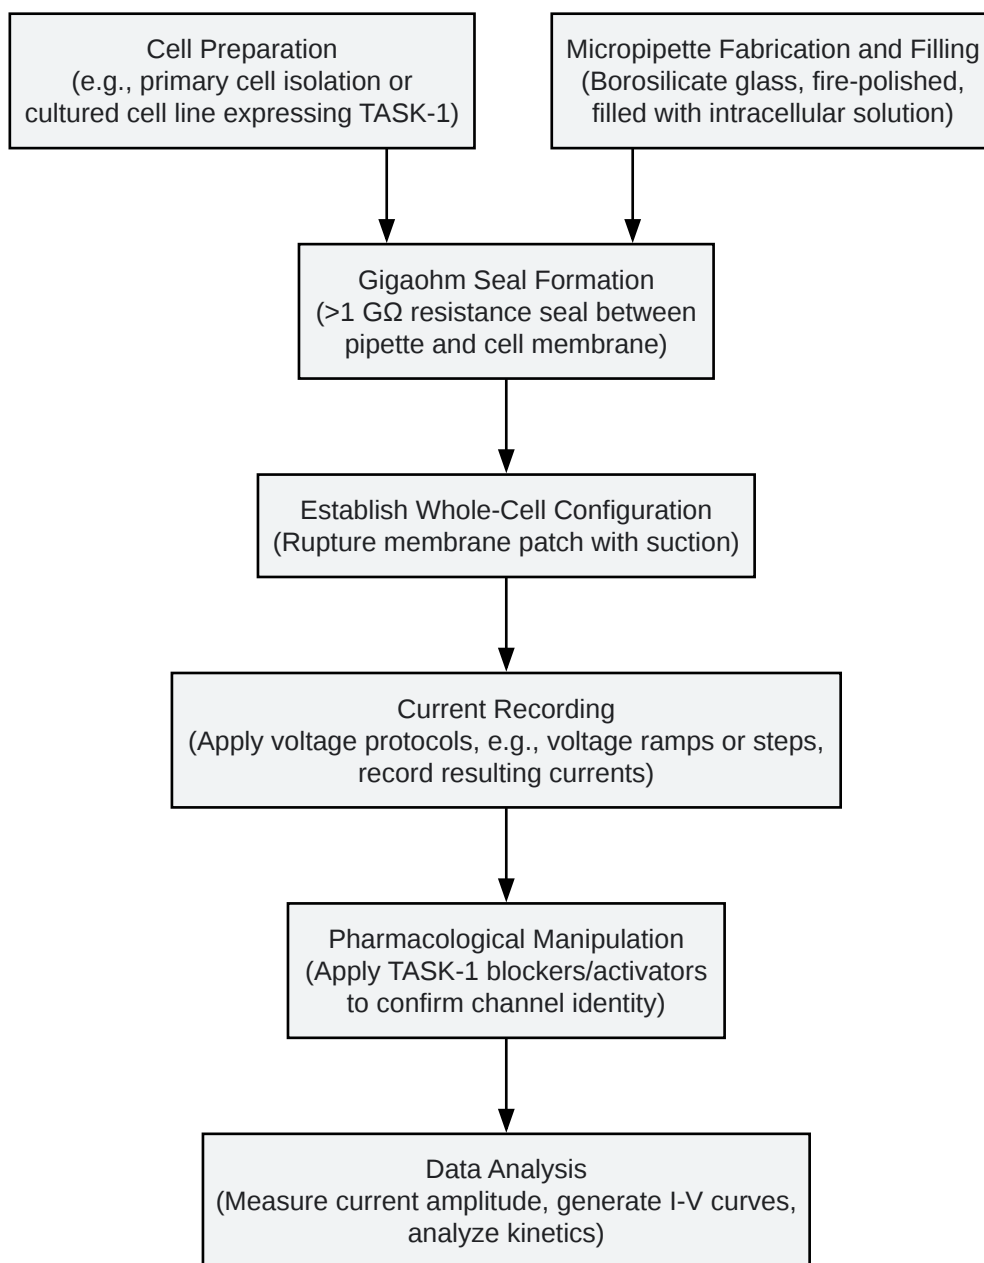 Cell Preparation
(e.g., primary cell isolation or
cultured cell line expressing TASK-1)
Micropipette Fabrication and Filling
(Borosilicate glass, fire-polished,
filled with intracellular solution)
Gigaohm Seal Formation
(>1 GΩ resistance seal between
pipette and cell membrane)
Establish Whole-Cell Configuration
(Rupture membrane patch with suction)
Current Recording
(Apply voltage protocols, e.g., voltage ramps or steps,
record resulting currents)
Pharmacological Manipulation
(Apply TASK-1 blockers/activators
to confirm channel identity)
Data Analysis
(Measure current amplitude, generate I-V curves,
analyze kinetics)